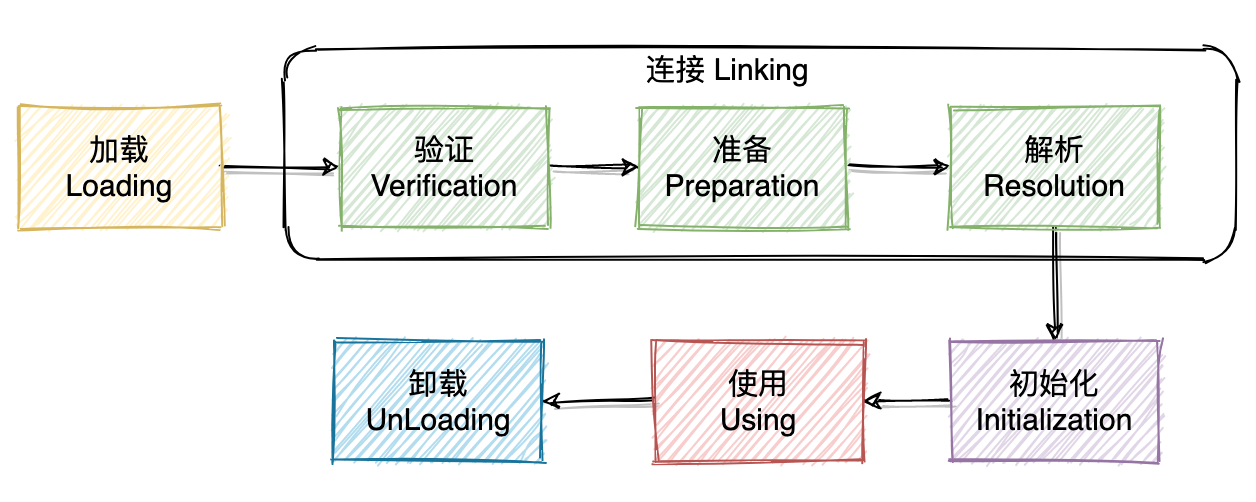 连接 Linking
加载
Loading
验证
Verification
准备
Preparation
解析
Resolution
初始化
Initialization
使用
Using
卸载
UnLoading